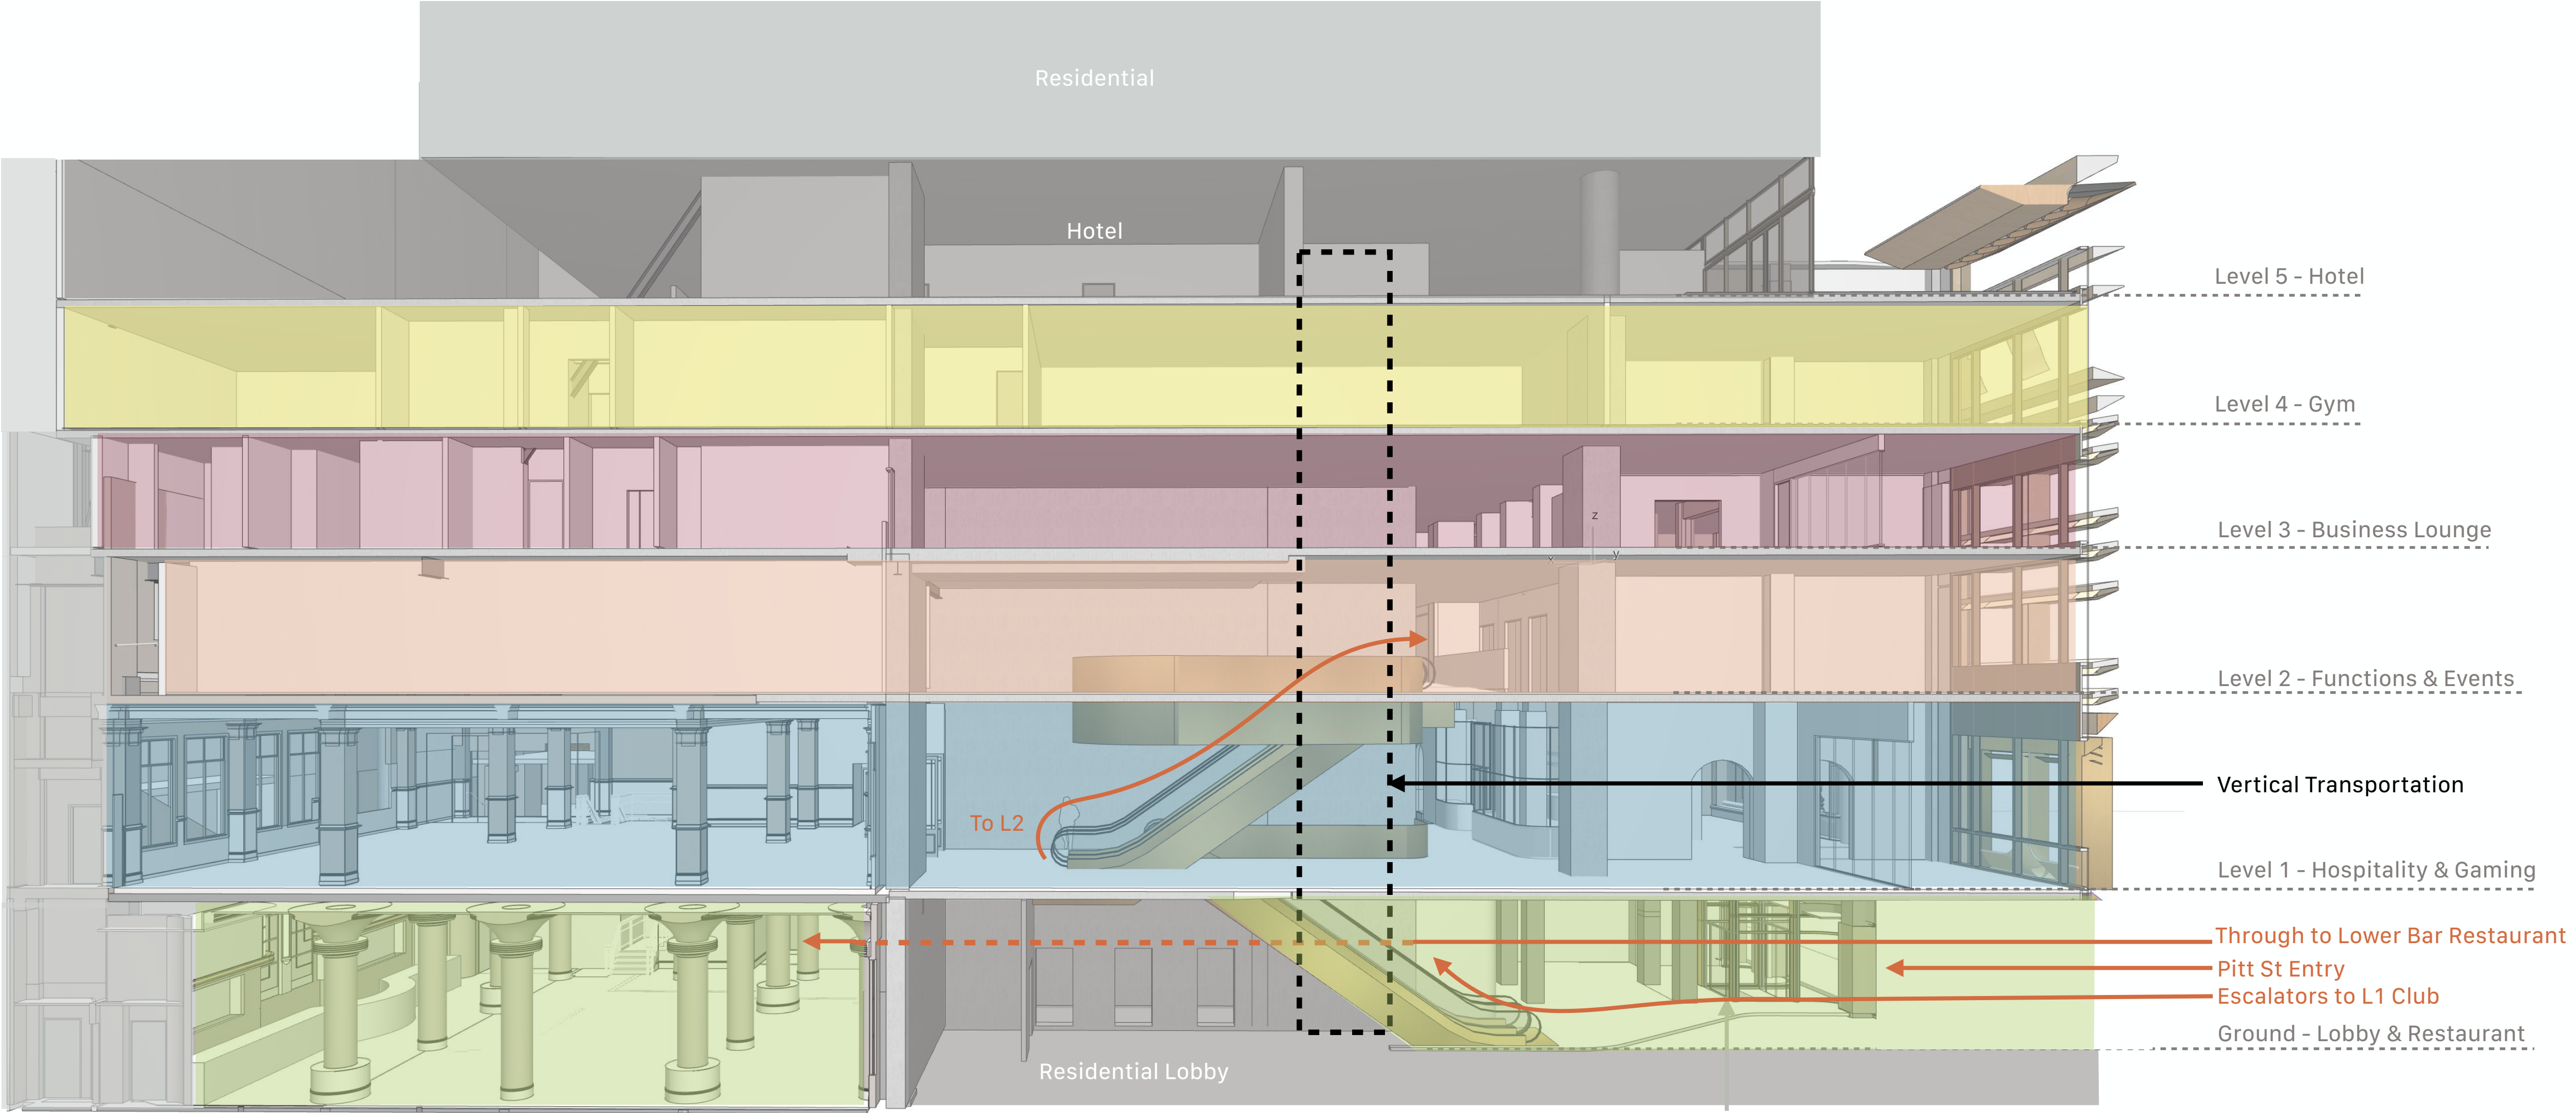 Residential
Hotel
Level 5 - Hotel
Level 4 - Gym
z
Level 3 - Business Lounge
y
Level 2 - Functions & Events
Vertical Transportation
To L2
Level 1 - Hospitality & Gaming
Through to Lower Bar Restaurant
Pitt St Entry
Escalators to L1 Club
Ground - Lobby & Restaurant
Residential Lobby